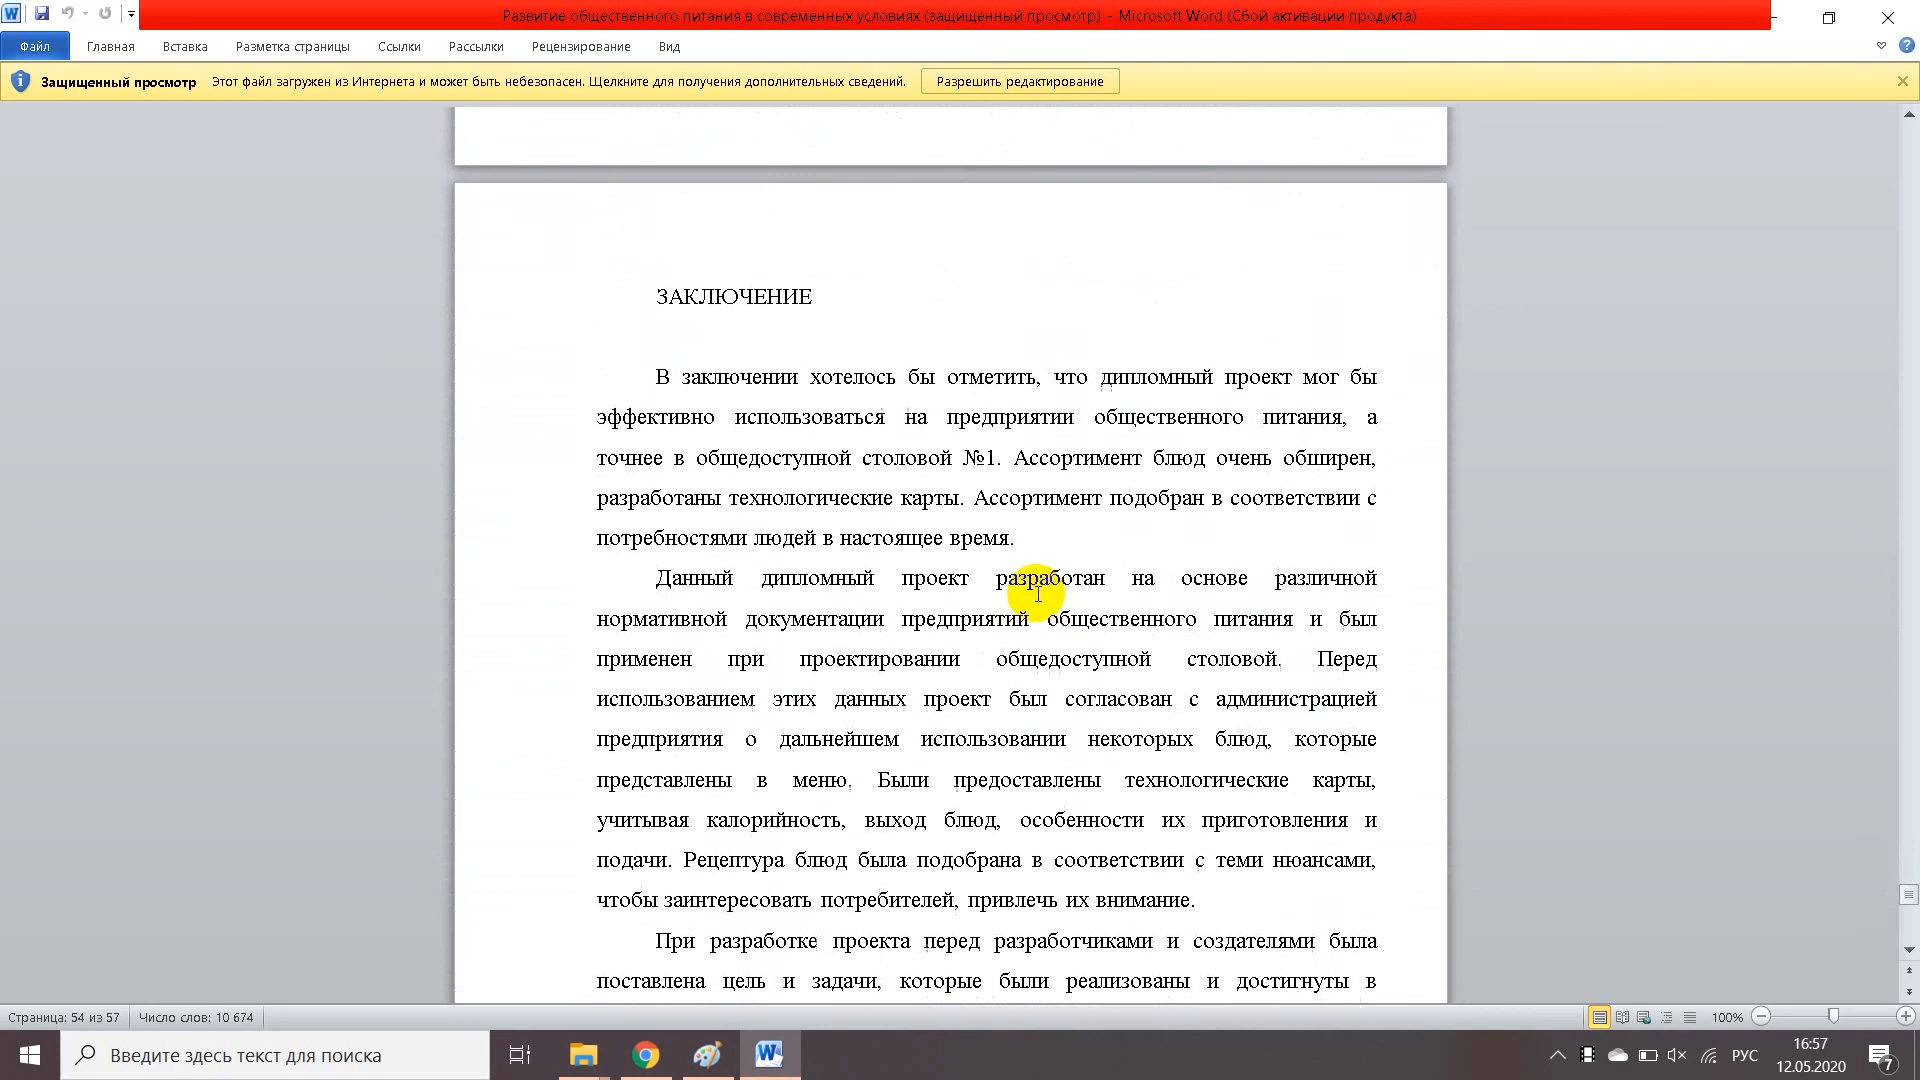 Развитие общественного питания в современных условиях (защищенный просмотр) - Microsoft Word (Сбой активации продукта)
Файл Главная Вставка Разметка страницы Ссылки Рассылки Рецензирование Вид
Защищенный просмотр Этот файл загружен из Интернета и может быть небезопасен. Щелкните для получения дополнительных сведений. Разрешить редактирование
ЗАКЛЮЧЕНИЕ
В заключении хотелось бы отметить, что дипломный проект мог бы
эффективно использоваться на предприятии общественного питания, а
точнее в общедоступной столовой №1. Ассортимент блюд очень обширен,
разработаны технологические карты. Ассортимент подобран в соответствии с
потребностями людей в настоящее время.
Данный дипломный проект разработан на основе различной
нормативной документации предприятий общественного питания и был
применен при проектировании общедоступной столовой. Перед
использованием этих данных проект был согласован с администрацией
предприятия о дальнейшем использовании некоторых блюд, которые
представлены в меню. Были предоставлены технологические карты,
учитывая калорийность, выход блюд, особенности их приготовления и
подачи. Рецептура блюд была подобрана в соответствии с теми нюансами,
чтобы заинтересовать потребителей, привлечь их внимание.
При разработке проекта перед разработчиками и создателями была
поставлена цель и задачи, которые были реализованы и достигнуты в
Страница: 54 из 57 Число слов: 10 674 100%
Введите здесь текст для поиска РУС 16:57
12.05.2020 7